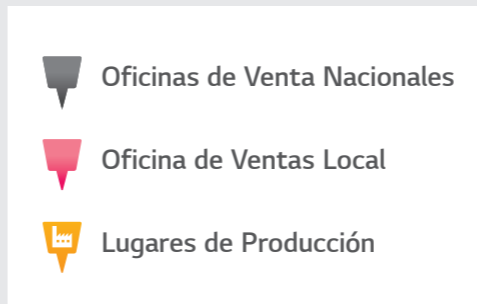 Oficinas de Venta Nacionales
Oficina de Ventas Local
Lugares de Producción